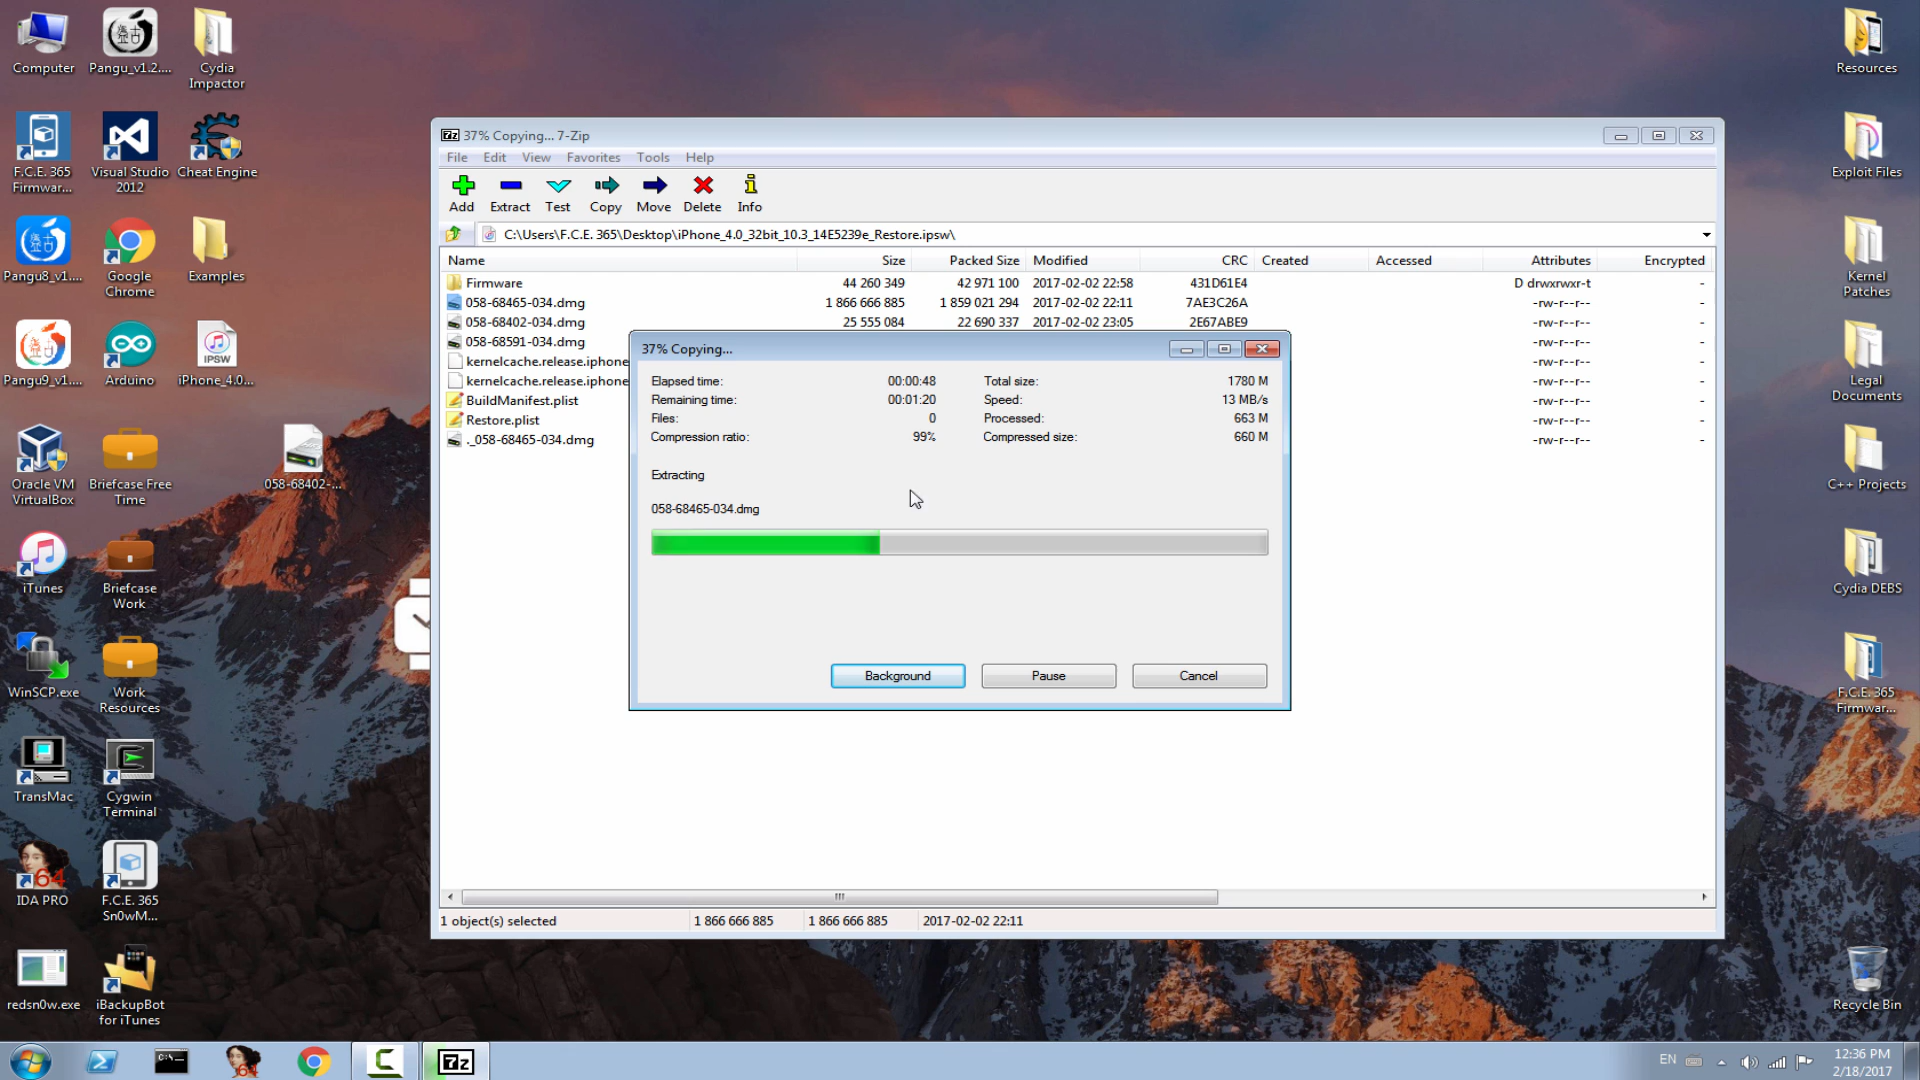 Computer
Pangu_v1.2....
Cydia
Impactor
F.C.E. 365
Firmwar...
Visual Studio
2012
Cheat Engine
Pangu8_v1....
Google
Chrome
Examples
Pangu9_v1....
Arduino
IPSW
iPhone_4.0...
Oracle VM
VirtualBox
Briefcase Free
Time
058-68402-...
iTunes
Briefcase
Work
WinSCP.exe
Work
Resources
TransMac
Cygwin
Terminal
64
IDA PRO
F.C.E. 365
Sn0wM...
redsn0w.exe
iBackupBot
for iTunes
7z 37% Copying... 7-Zip
File Edit View Favorites Tools Help
Add Extract Test Copy Move Delete Info
C:\Users\F.C.E. 365\Desktop\iPhone_4.0_32bit_10.3_14E5239e_Restore.ipsw\
Name Size Packed Size Modified CRC Created Accessed Attributes Encrypted
Firmware 44 260 349 42 971 100 2017-02-02 22:58 431D61E4 D drwxrwxr-t -
058-68465-034.dmg 1 866 666 885 1 859 021 294 2017-02-02 22:11 7AE3C26A -rw-r--r-- -
058-68402-034.dmg 25 555 084 22 690 337 2017-02-02 23:05 2E67ABE9 -rw-r--r-- -
058-68591-034.dmg -rw-r--r-- -
kernelcache.release.iphone -rw-r--r-- -
kernelcache.release.iphone -rw-r--r-- -
BuildManifest.plist -rw-r--r-- -
Restore.plist -rw-r--r-- -
._058-68465-034.dmg -rw-r--r-- -
37% Copying...
Elapsed time: 00:00:48 Total size: 1780 M
Remaining time: 00:01:20 Speed: 13 MB/s
Files: 0 Processed: 663 M
Compression ratio: 99% Compressed size: 660 M
Extracting
058-68465-034.dmg
Background Pause Cancel
1 object(s) selected 1 866 666 885 1 866 666 885 2017-02-02 22:11
Resources
Exploit Files
Kernel
Patches
Legal
Documents
C++ Projects
Cydia DEBS
F.C.E. 365
Firmwar...
Recycle Bin
C:\_
64
7z
EN
12:36 PM
2/18/2017